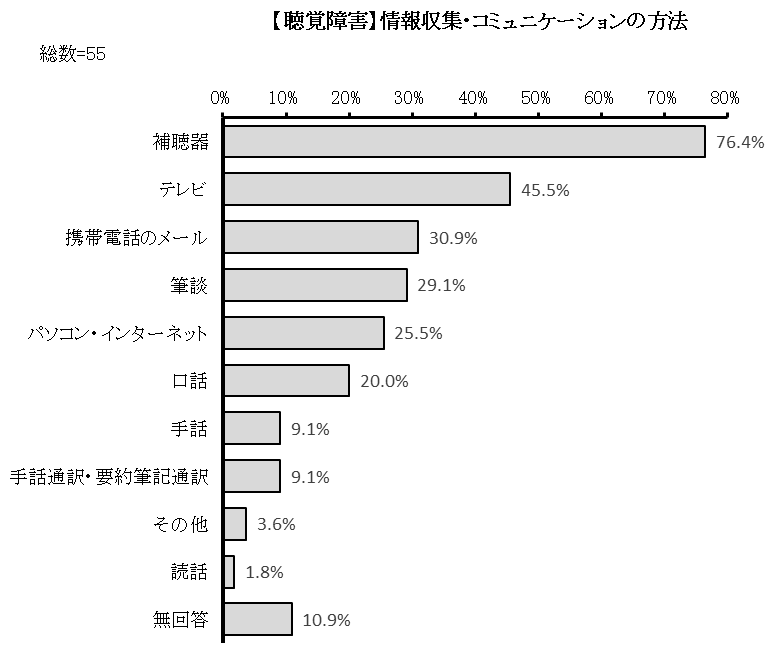 【聴覚障害】情報収集・コミュニケーションの方法
総数=55
0% 10% 20% 30% 40% 50% 60% 70% 80%
補聴器 76.4%
テレビ 45.5%
携帯電話のメール 30.9%
筆談 29.1%
パソコン・インターネット 25.5%
口話 20.0%
手話 9.1%
手話通訳・要約筆記通訳 9.1%
その他 3.6%
読話 1.8%
無回答 10.9%